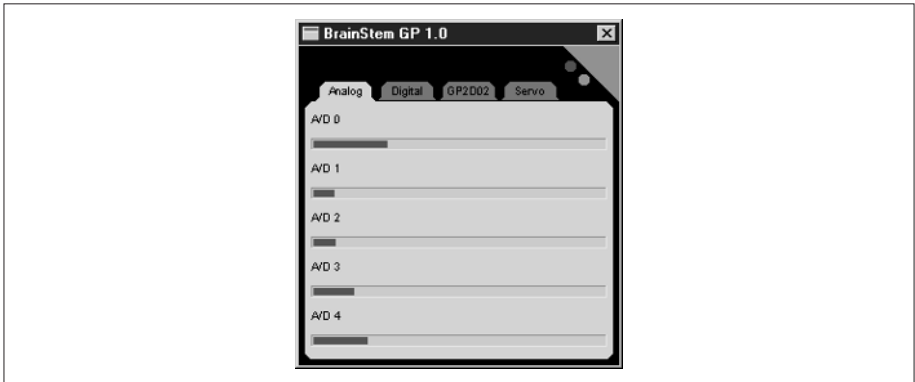 BrainStem GP 1.0
Analog Digital GP2D02 Servo
A/D 0
A/D 1
A/D 2
A/D 3
A/D 4